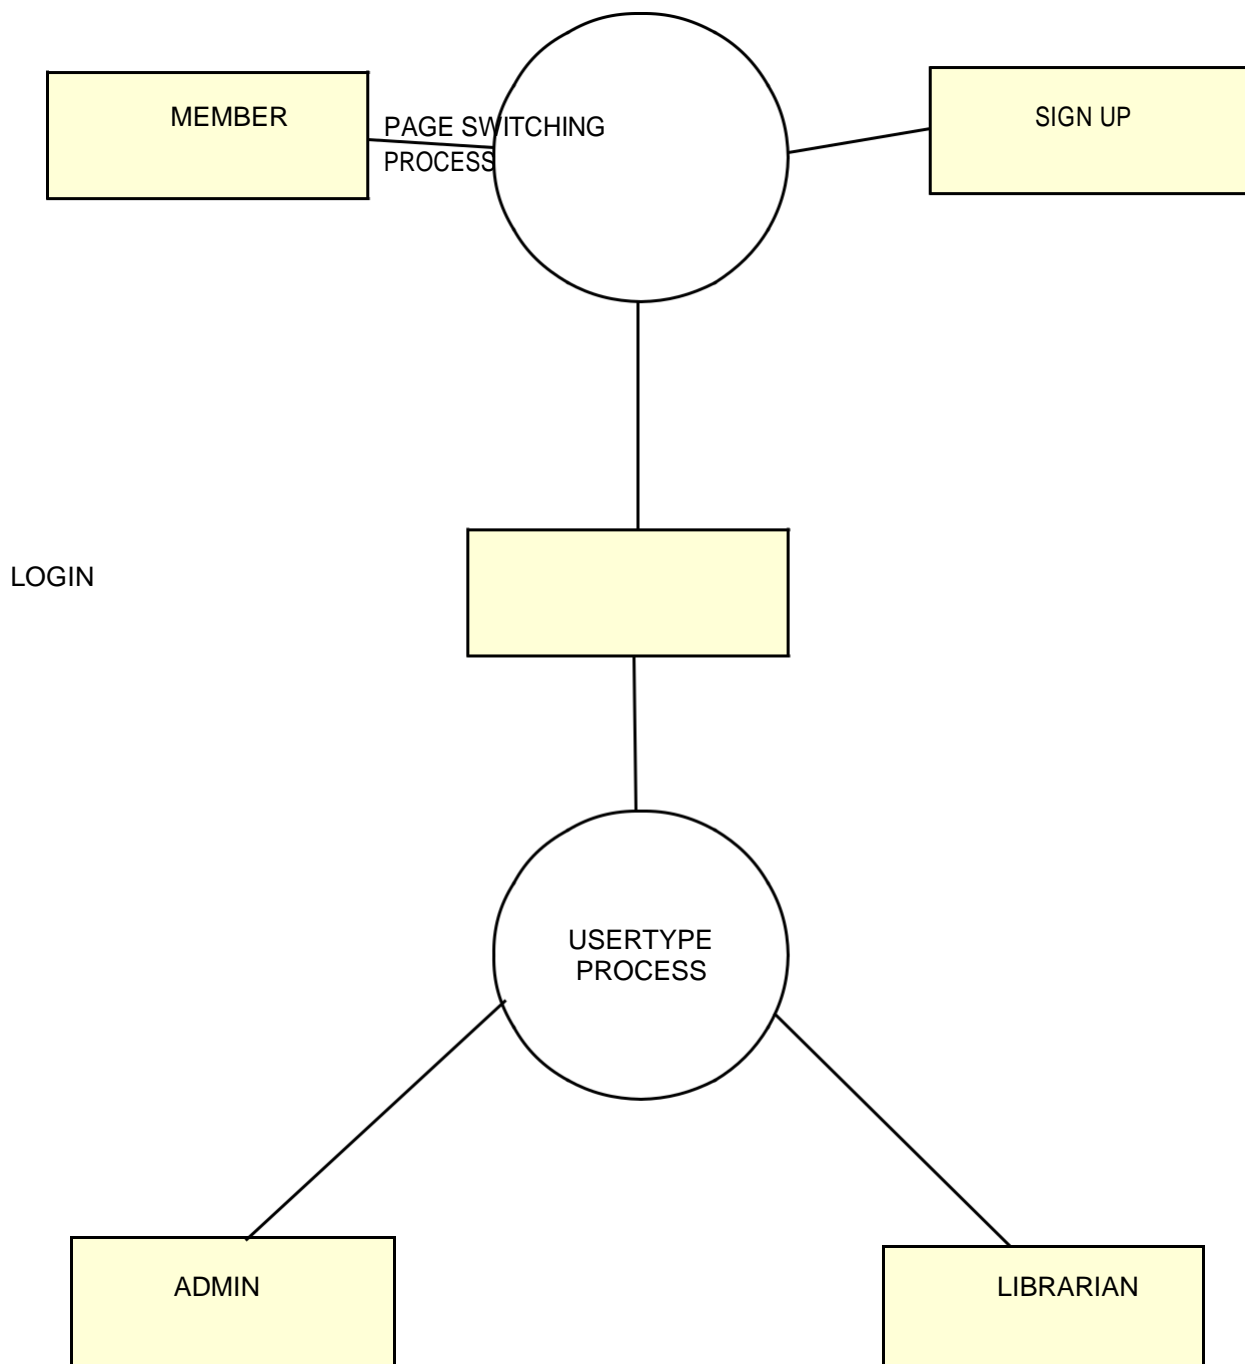 MEMBER
PAGE SWITCHING
PROCESS
SIGN UP
LOGIN
USERTYPE
PROCESS
ADMIN
LIBRARIAN